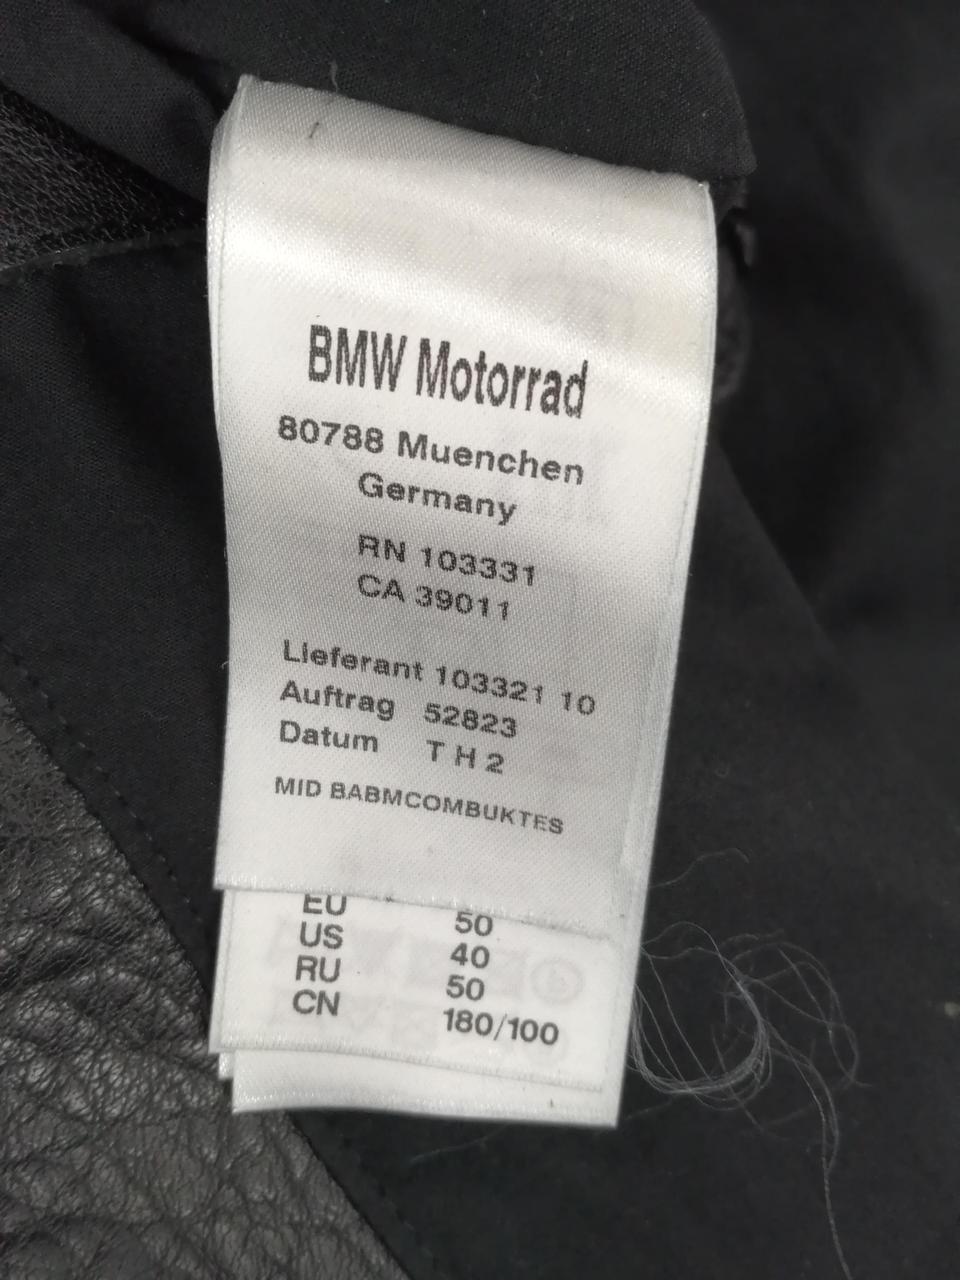 BMW Motorrad
80788 Muenchen
Germany
RN 103331
CA 39011
Lieferant 103321 10
Auftrag 52823
Datum T H 2
MID BABMCOMBUKTES
EU 50
US 40
RU 50
CN 180/100